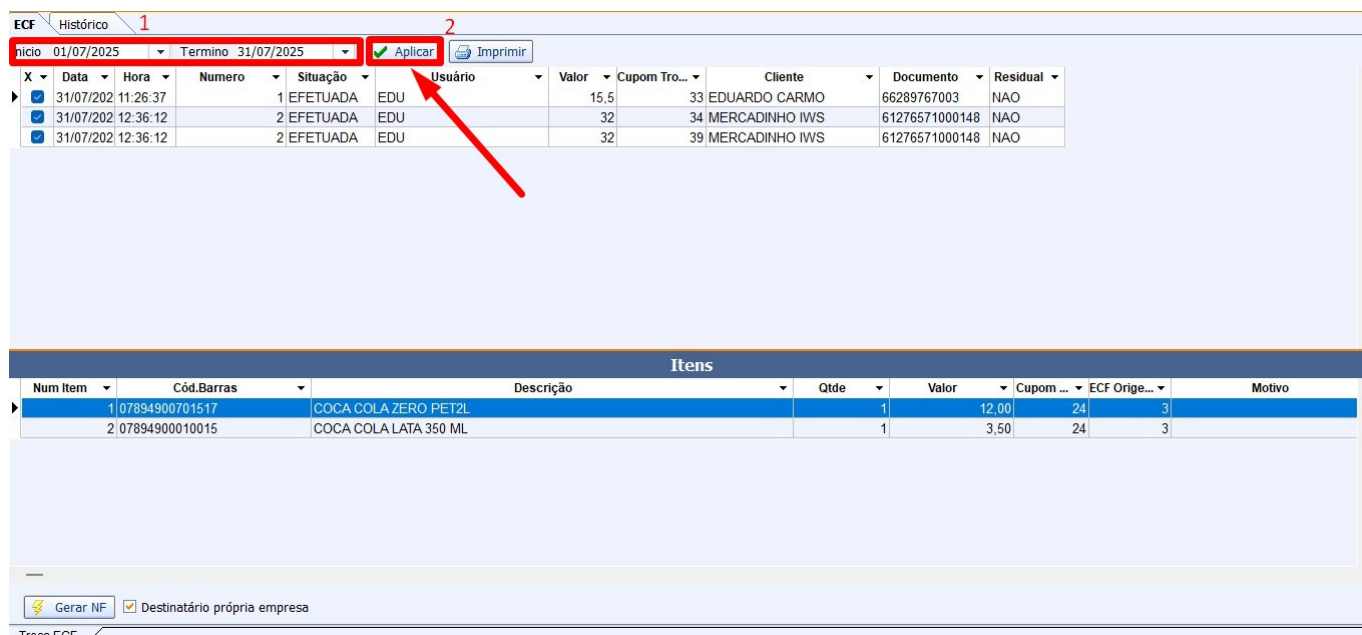 ECF Histórico 1 2
nicio 01/07/2025 Termino 31/07/2025 Aplicar Imprimir
X Data Hora Numero Situação Usuário Valor Cupom Tro... Cliente Documento Residual
31/07/202 11:26:37 1 EFETUADA EDU 15,5 33 EDUARDO CARMO 66289767003 NAO
31/07/202 12:36:12 2 EFETUADA EDU 32 34 MERCADINHO IWS 61276571000148 NAO
31/07/202 12:36:12 2 EFETUADA EDU 32 39 MERCADINHO IWS 61276571000148 NAO
Itens
Num Item Cód.Barras Descrição Qtde Valor Cupom ... ECF Orige... Motivo
1 07894900701517 COCA COLA ZERO PET2L 1 12,00 24 3
2 07894900010015 COCA COLA LATA 350 ML 1 3,50 24 3
Gerar NF Destinatário própria empresa
Troca ECF